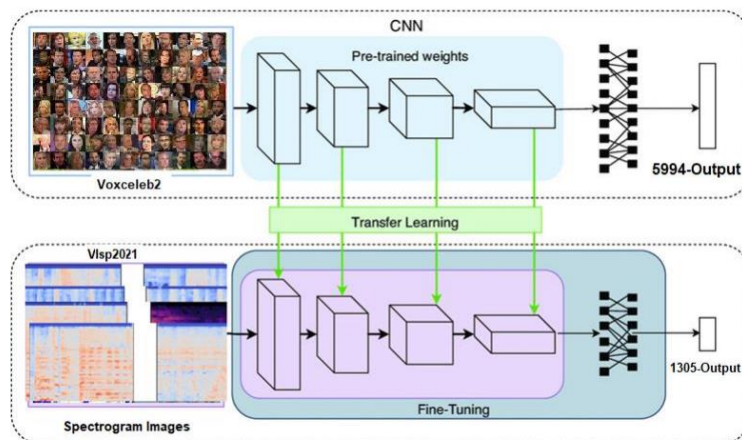 CNN
Pre-trained weights
Voxceleb2
5994-Output
Transfer Learning
Vlsp2021
1305-Output
Fine-Tuning
Spectrogram Images